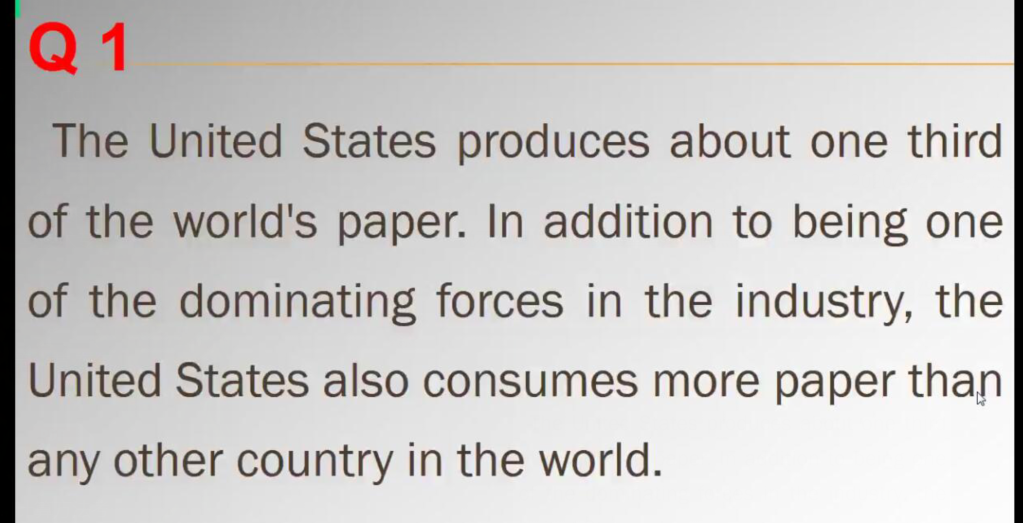 Q 1
The United States produces about one third
of the world's paper. In addition to being one
of the dominating forces in the industry, the
United States also consumes more paper than
any other country in the world.